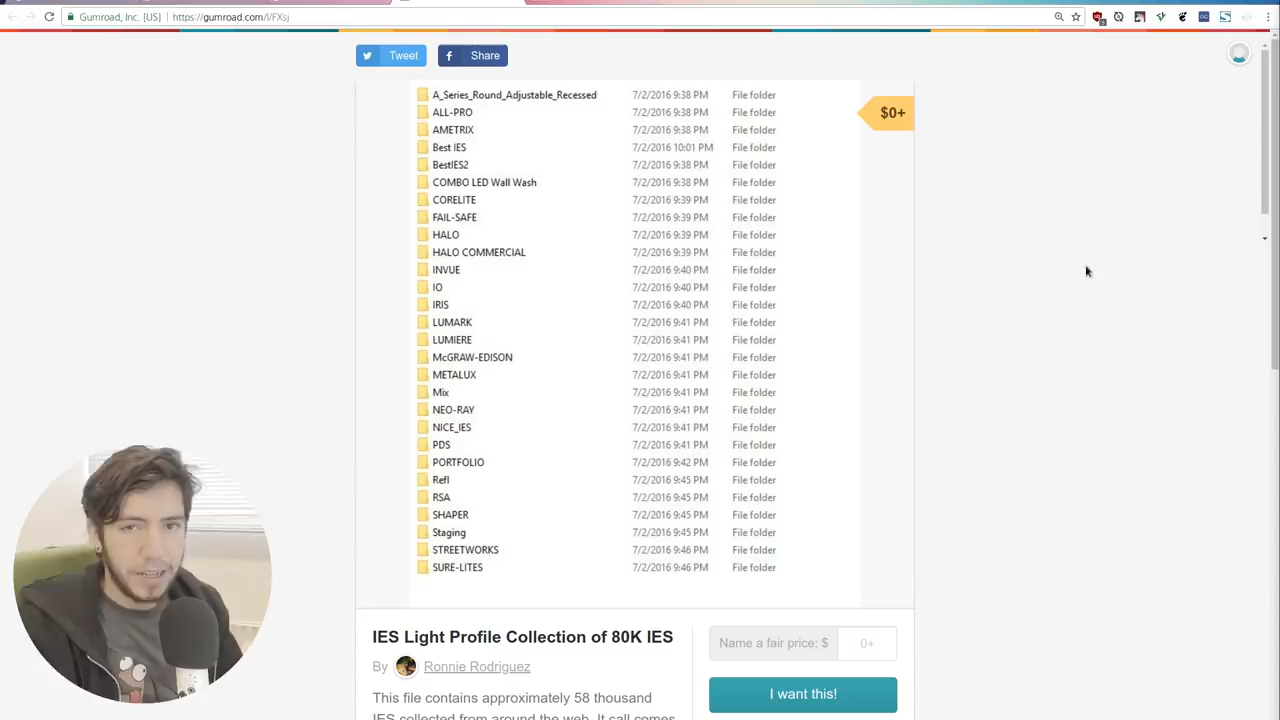 Gumroad, Inc. [US] https://gumroad.com/l/FXsj
Tweet
Share
$0+
A_Series_Round_Adjustable_Recessed 7/2/2016 9:38 PM File folder
ALL-PRO 7/2/2016 9:38 PM File folder
AMETRIX 7/2/2016 9:38 PM File folder
Best IES 7/2/2016 10:01 PM File folder
BestIES2 7/2/2016 9:38 PM File folder
COMBO LED Wall Wash 7/2/2016 9:38 PM File folder
CORELITE 7/2/2016 9:39 PM File folder
FAIL-SAFE 7/2/2016 9:39 PM File folder
HALO 7/2/2016 9:39 PM File folder
HALO COMMERCIAL 7/2/2016 9:39 PM File folder
INVUE 7/2/2016 9:40 PM File folder
IO 7/2/2016 9:40 PM File folder
IRIS 7/2/2016 9:40 PM File folder
LUMARK 7/2/2016 9:41 PM File folder
LUMIERE 7/2/2016 9:41 PM File folder
McGRAW-EDISON 7/2/2016 9:41 PM File folder
METALUX 7/2/2016 9:41 PM File folder
Mix 7/2/2016 9:41 PM File folder
NEO-RAY 7/2/2016 9:41 PM File folder
NICE_IES 7/2/2016 9:41 PM File folder
PDS 7/2/2016 9:41 PM File folder
PORTFOLIO 7/2/2016 9:42 PM File folder
Refl 7/2/2016 9:45 PM File folder
RSA 7/2/2016 9:45 PM File folder
SHAPER 7/2/2016 9:45 PM File folder
Staging 7/2/2016 9:45 PM File folder
STREETWORKS 7/2/2016 9:46 PM File folder
SURE-LITES 7/2/2016 9:46 PM File folder
IES Light Profile Collection of 80K IES
By Ronnie Rodriguez
This file contains approximately 58 thousand
IES collected from around the web. It call comes
Name a fair price: $ 0+
I want this!